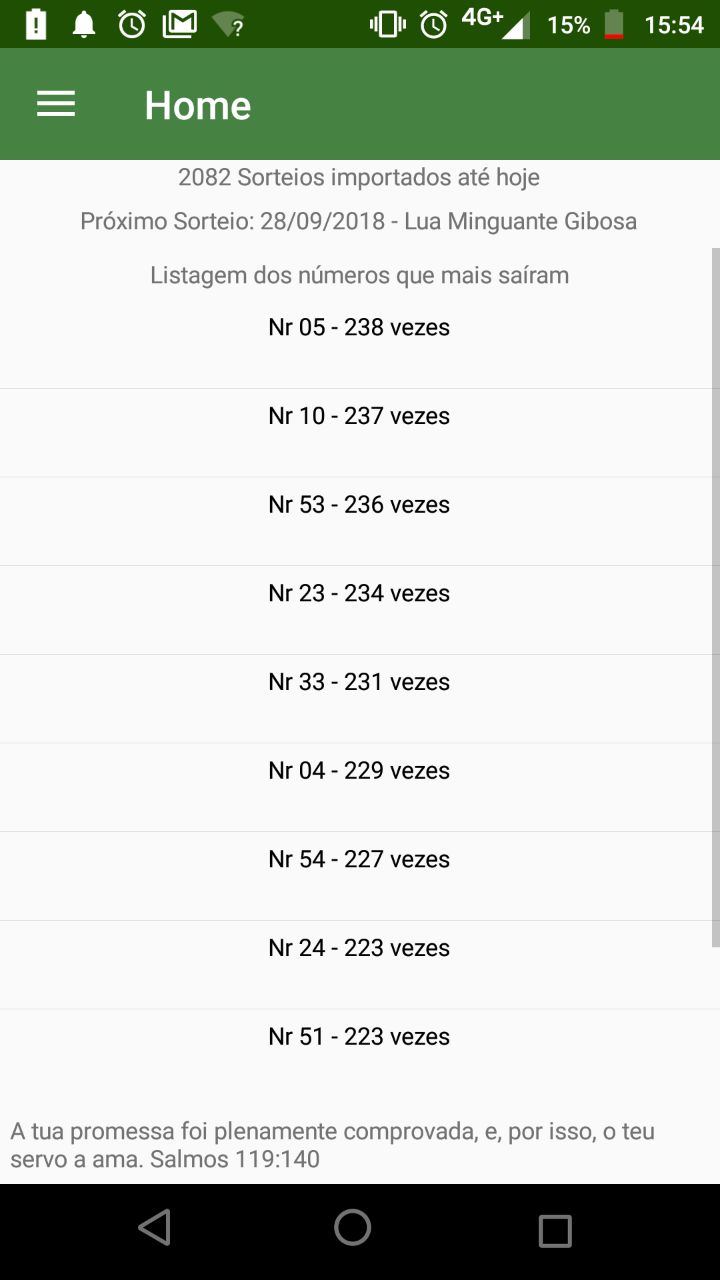 4G+ 15% 15:54
Home
2082 Sorteios importados até hoje
Próximo Sorteio: 28/09/2018 - Lua Minguante Gibosa
Listagem dos números que mais saíram
Nr 05 - 238 vezes
Nr 10 - 237 vezes
Nr 53 - 236 vezes
Nr 23 - 234 vezes
Nr 33 - 231 vezes
Nr 04 - 229 vezes
Nr 54 - 227 vezes
Nr 24 - 223 vezes
Nr 51 - 223 vezes
A tua promessa foi plenamente comprovada, e, por isso, o teu
servo a ama. Salmos 119:140